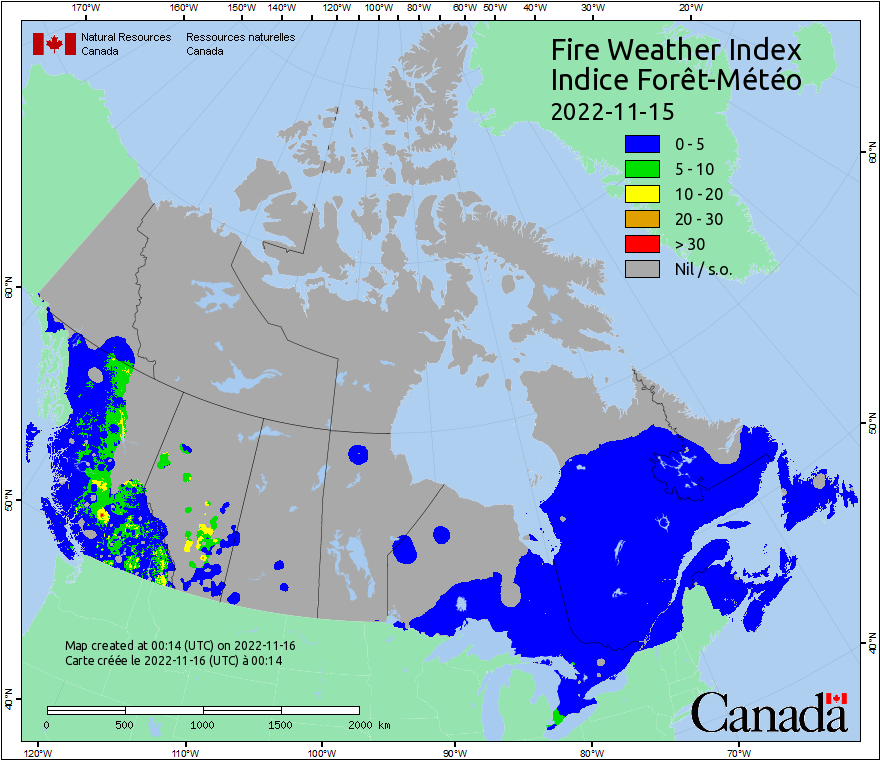 170°W 160°W 150°W 140°W 130°W 120°W 110°W 100°W 90°W 80°W 60°W 50°W 40°W 30°W 20°W
Natural Resources Ressources naturelles
Canada Canada
Fire Weather Index
Indice Forêt-Météo
2022-11-15
0 - 5
5 - 10
10 - 20
20 - 30
> 30
Nil / s.o.
60°N
60°N
50°N
50°N
40°N
40°N
Map created at 00:14 (UTC) on 2022-11-16
Carte créée le 2022-11-16 (UTC) à 00:14
0 500 1000 1500 2000 km
Canada
120°W 110°W 100°W 90°W 80°W 70°W